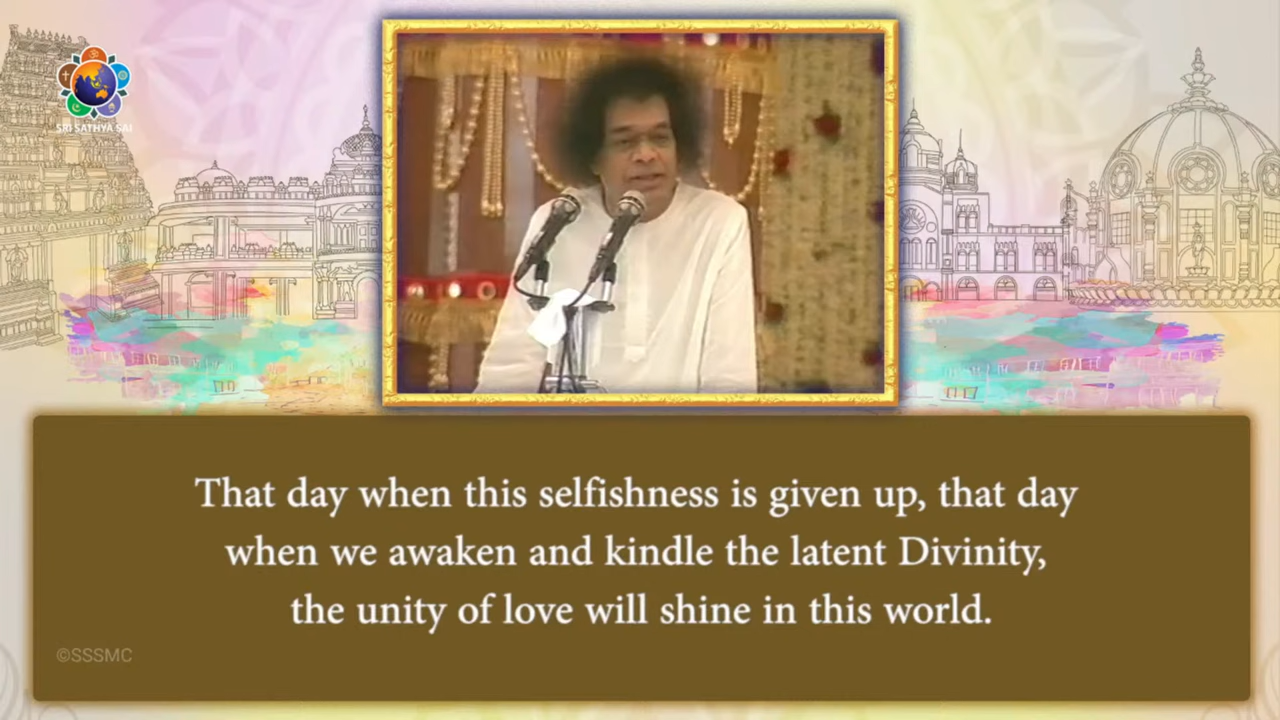 SRI SATHYA SAI
That day when this selfishness is given up, that day
when we awaken and kindle the latent Divinity,
the unity of love will shine in this world.
©SSSMC